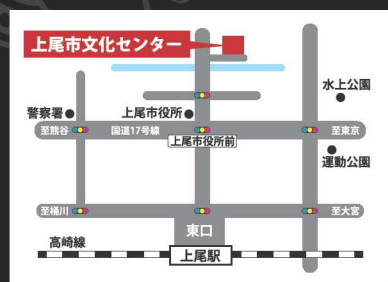 上尾市文化センター
水上公園
警察署
上尾市役所
至熊谷
国道17号線
至東京
上尾市役所前
運動公園
至桶川
至大宮
東口
高崎線
上尾駅